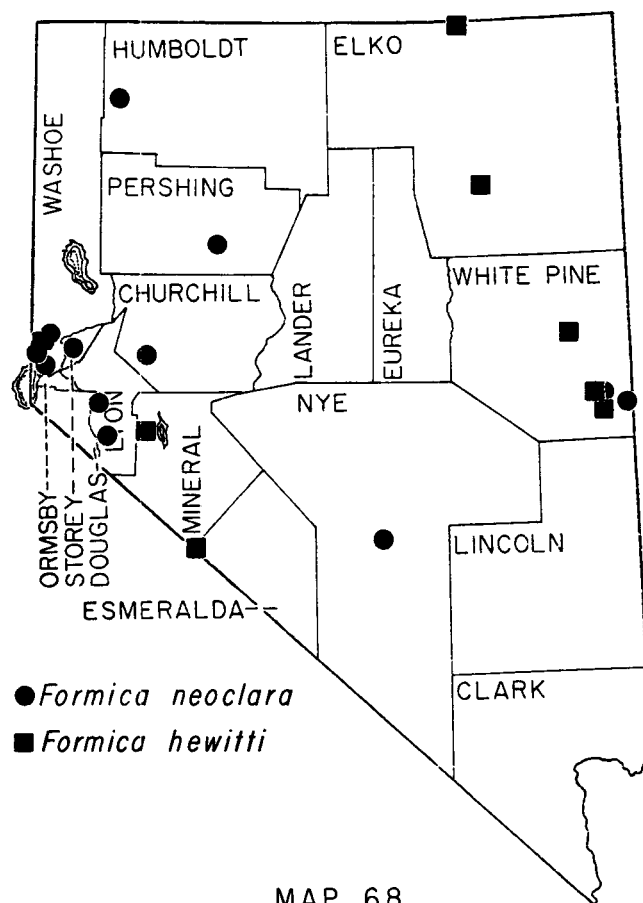 HUMBOLDT
ELKO
WASHOE
PERSHING
CHURCHILL
LANDER
EUREKA
WHITE PINE
LYON
NYE
MINERAL
ORMSBY
STOREY
DOUGLAS
LINCOLN
ESMERALDA
CLARK
Formica neoclara
Formica hewitti
MAP 68